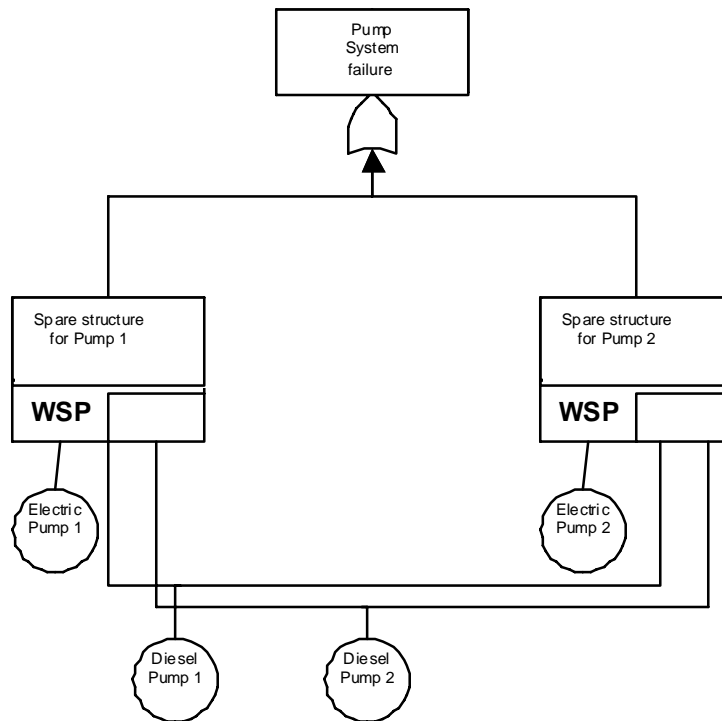 Pump
System
failure
Spare structure
for Pump 1
WSP
Spare structure
for Pump 2
WSP
Electric
Pump 1
Electric
Pump 2
Diesel
Pump 1
Diesel
Pump 2